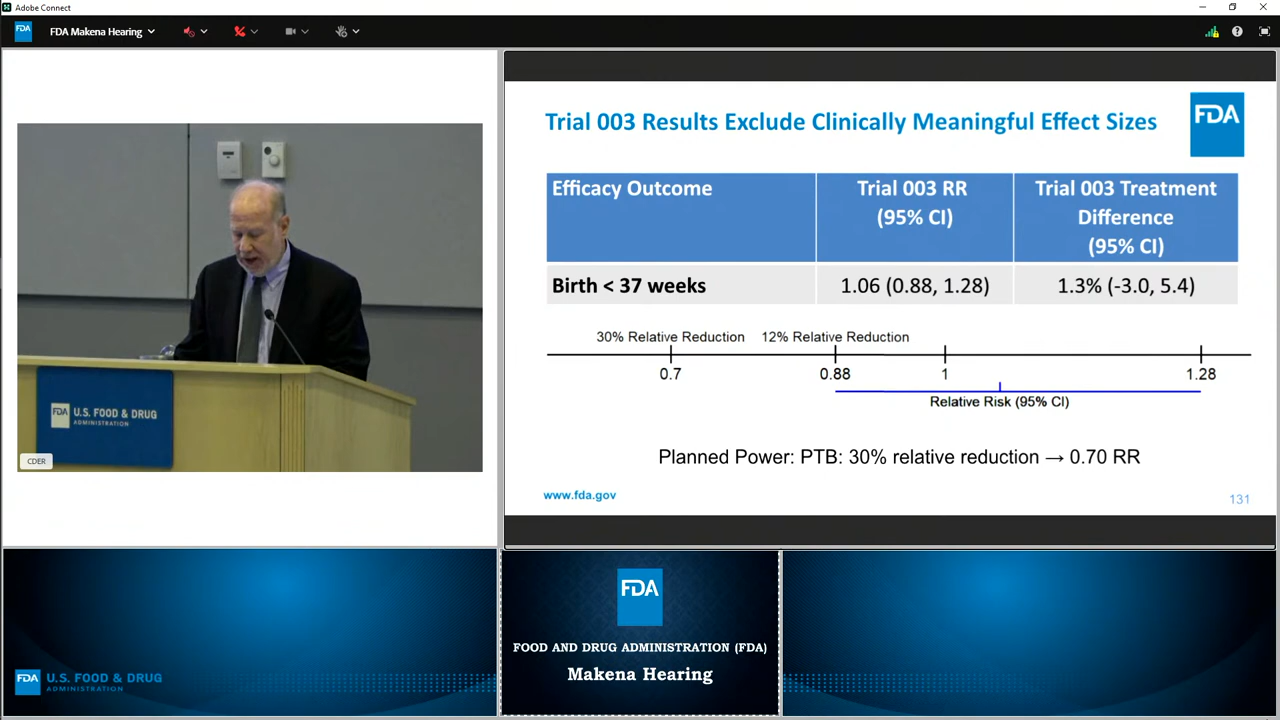 Adobe Connect
FDA
FDA Makena Hearing
Trial 003 Results Exclude Clinically Meaningful Effect Sizes
FDA
Efficacy Outcome
Trial 003 RR
(95% CI)
Trial 003 Treatment
Difference
(95% CI)
Birth < 37 weeks
1.06 (0.88, 1.28)
1.3% (-3.0, 5.4)
30% Relative Reduction
12% Relative Reduction
0.7
0.88
1
1.28
Relative Risk (95% CI)
Planned Power: PTB: 30% relative reduction → 0.70 RR
www.fda.gov
131
FDA
U.S. FOOD & DRUG
ADMINISTRATION
CDER
FDA
U.S. FOOD & DRUG
ADMINISTRATION
FDA
FOOD AND DRUG ADMINISTRATION (FDA)
Makena Hearing